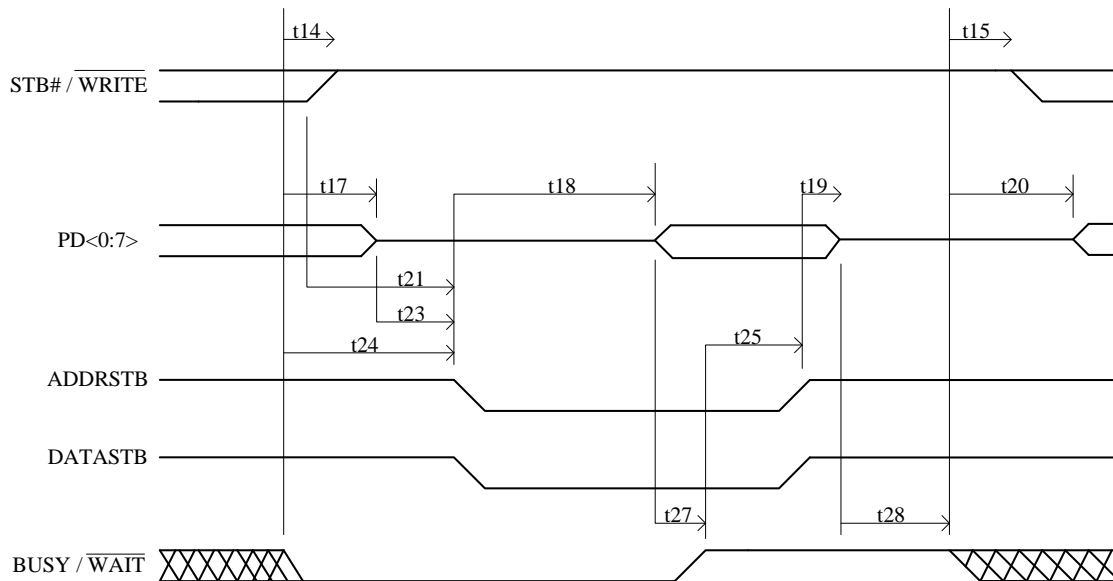 t14 t15
STB# / WRITE
t17 t18 t19 t20
PD<0:7>
t21
t23
t25
t24
ADDRSTB
DATASTB
t27 t28
BUSY / WAIT